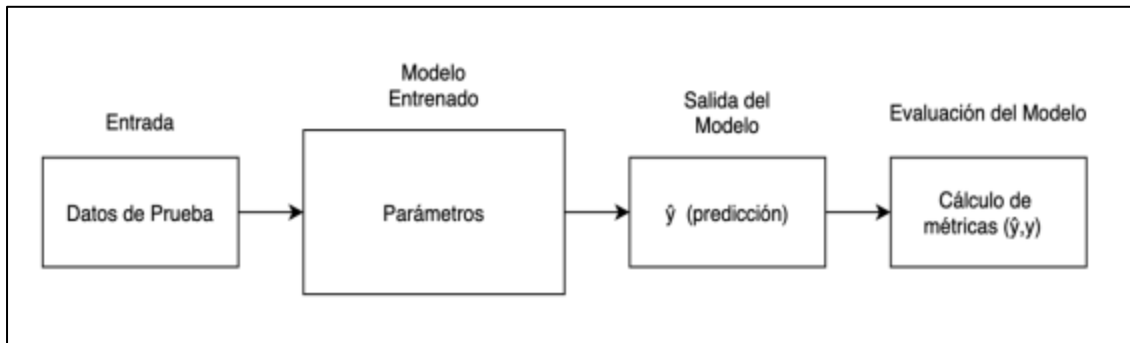 Entrada
Datos de Prueba
Modelo
Entrenado
Parámetros
Salida del
Modelo
ŷ (predicción)
Evaluación del Modelo
Cálculo de
métricas (ŷ,y)